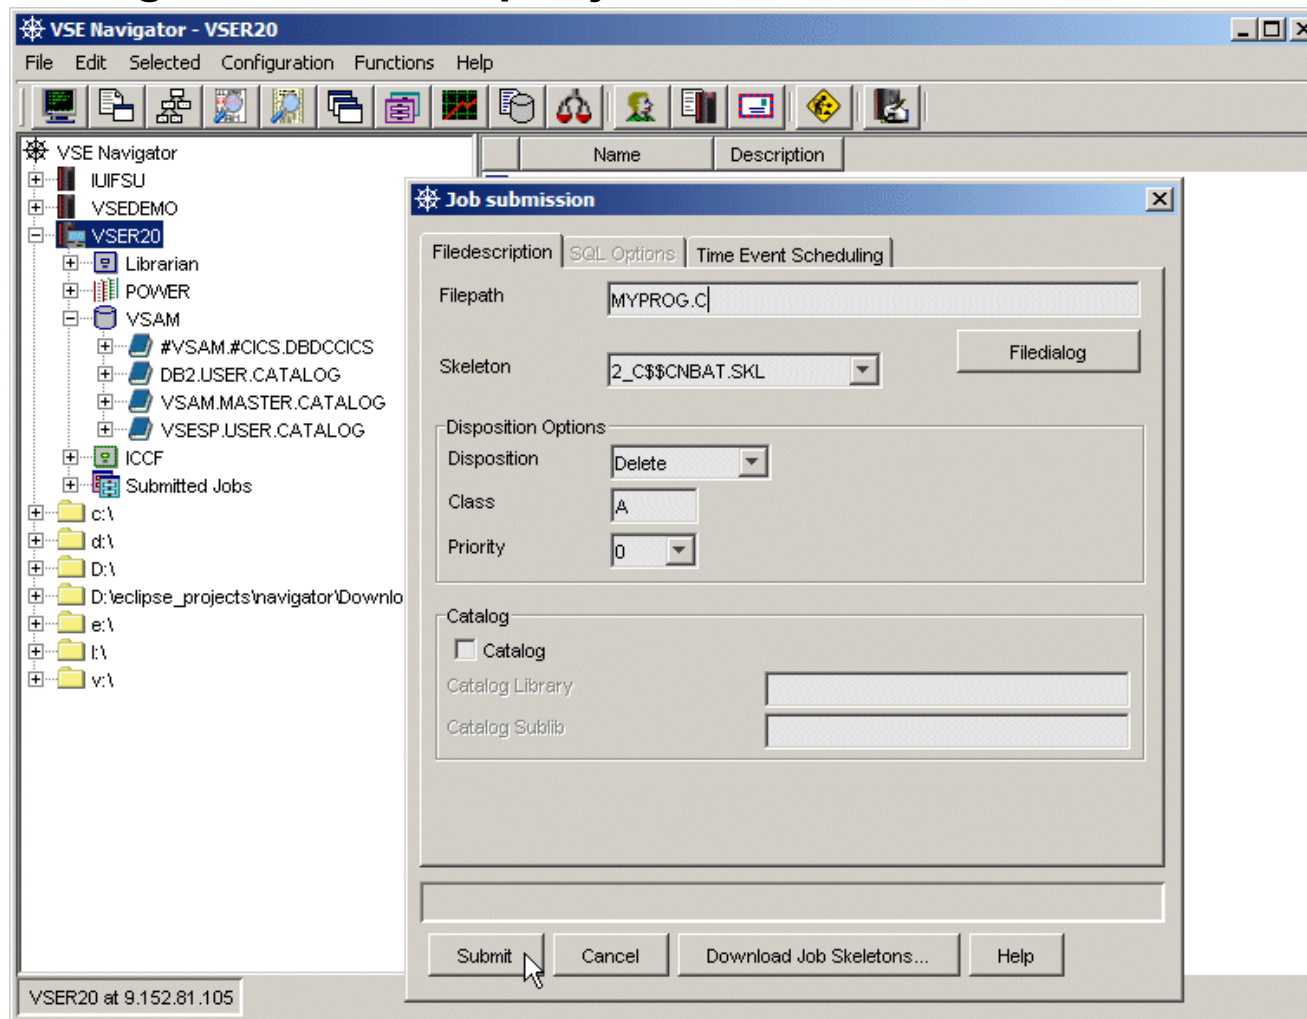 VSE Navigator - VSER20
File Edit Selected Configuration Functions Help
VSE Navigator
Name Description
IUIFSU
VSEDEMO
VSER20
Librarian
POWER
VSAM
#VSAM.#CICS.DBDCCICS
DB2.USER.CATALOG
VSAM.MASTER.CATALOG
VSESP.USER.CATALOG
ICCF
Submitted Jobs
c:\
d:\
D:\
D:\eclipse_projects\navigator\Downlo
e:\
l:\
v:\
Job submission
Filedescription SQL Options Time Event Scheduling
Filepath MYPROG.C
Filedialog
Skeleton 2_C$$CNBAT.SKL
Disposition Options
Disposition Delete
Class A
Priority 0
Catalog
Catalog
Catalog Library
Catalog Sublib
Submit Cancel Download Job Skeletons... Help
VSER20 at 9.152.81.105